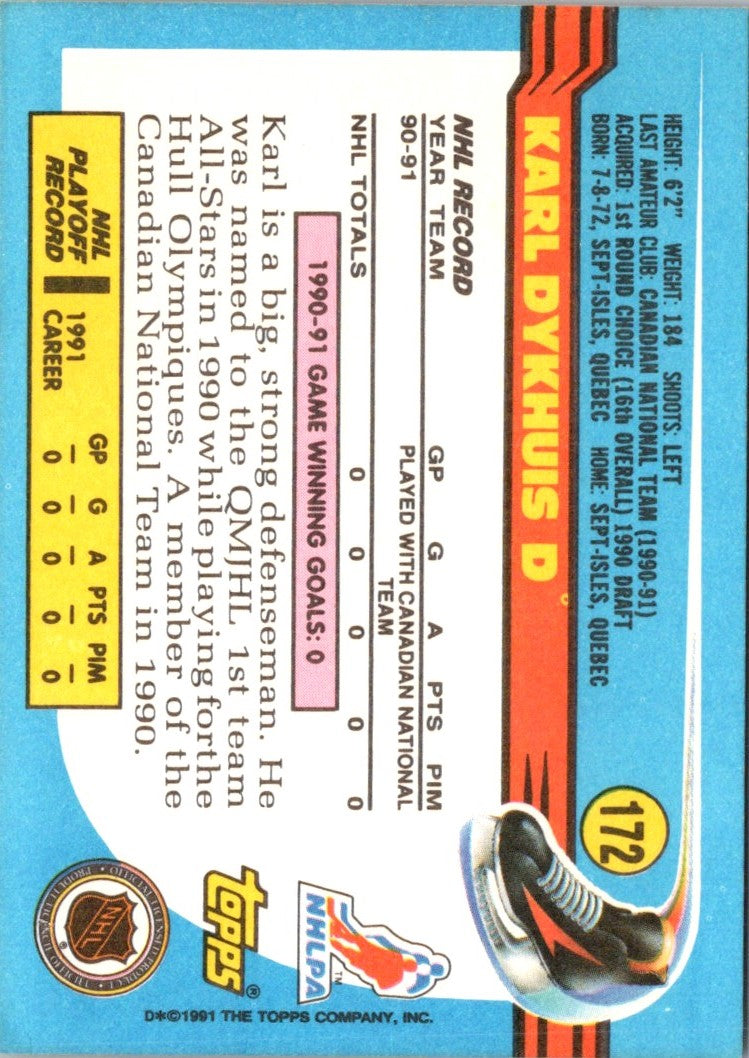 HEIGHT: 6'2" WEIGHT: 184 SHOOTS: LEFT
LAST AMATEUR CLUB: CANADIAN NATIONAL TEAM (1990-91)
ACQUIRED: 1st ROUND CHOICE (16th OVERALL) 1990 DRAFT
BORN: 7-8-72, SEPT-ISLES, QUEBEC HOME: SEPT-ISLES, QUEBEC
172
KARL DYKHUIS D
NHL RECORD
YEAR TEAM GP G A PTS PIM
90-91 PLAYED WITH CANADIAN NATIONAL
TEAM
NHL TOTALS 0 0 0 0 0
1990-91 GAME WINNING GOALS: 0
Karl is a big, strong defenseman. He
was named to the QMJHL 1st team
All-Stars in 1990 while playing for the
Hull Olympiques. A member of the
Canadian National Team in 1990.
NHL
PLAYOFF
RECORD
GP G A PTS PIM
1991 — — — — —
CAREER 0 0 0 0 0
NHLPA™
TOPPS®
NHL
®
D*©1991 THE TOPPS COMPANY, INC.